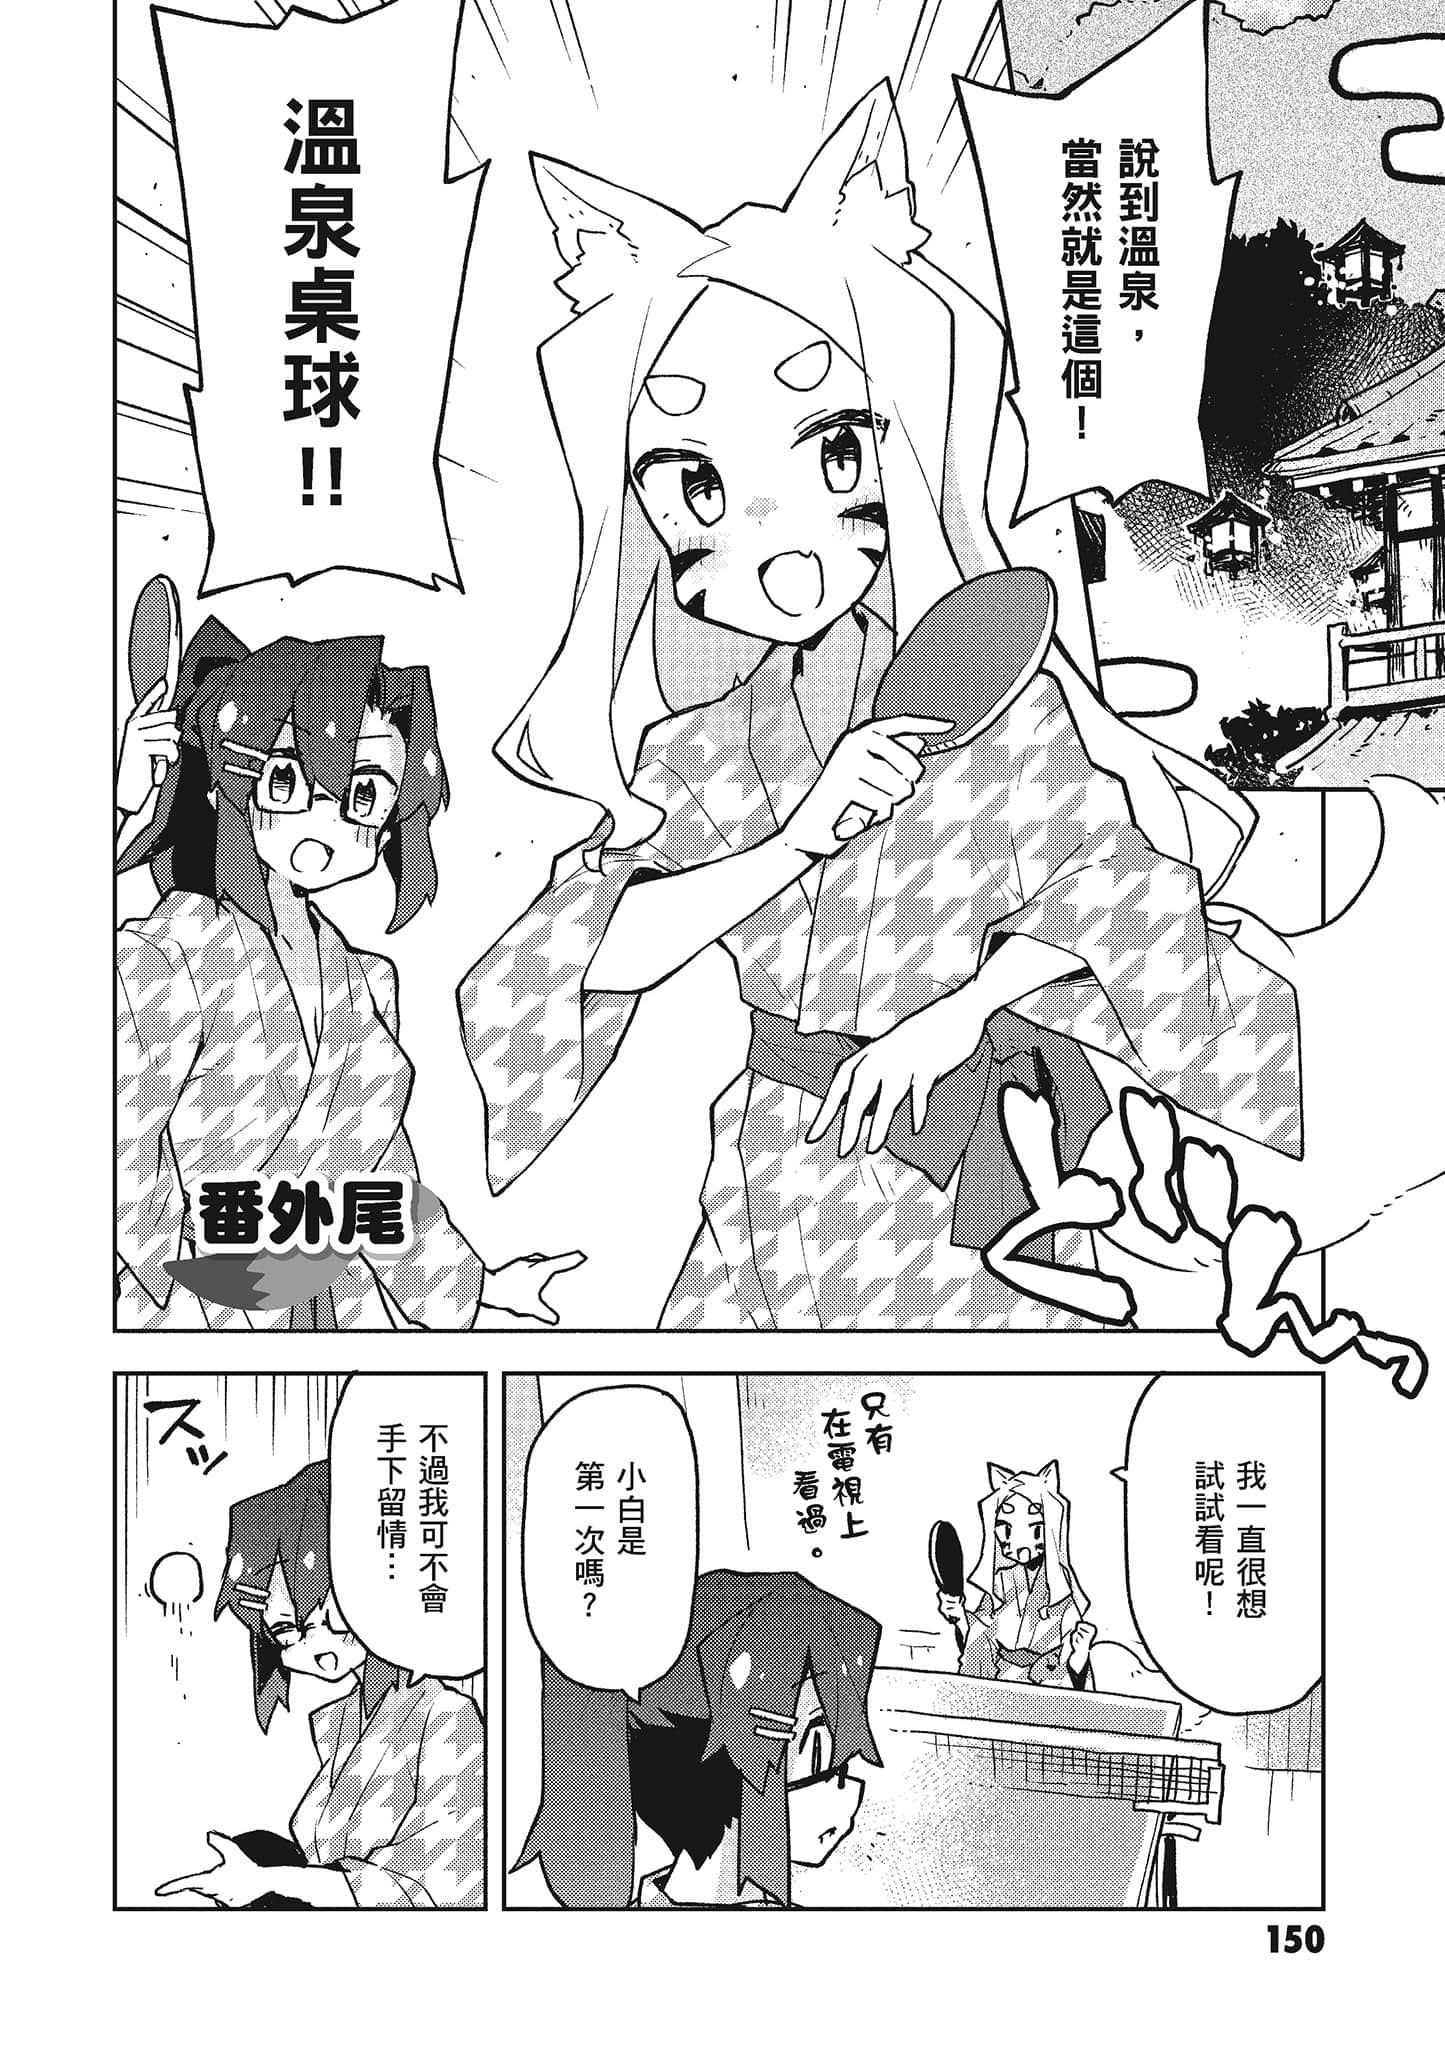 說到溫泉，
當然就是這個！
溫泉桌球！！
番外尾
我一直很想
試試看呢！
只有
在電視上
看過。
小白是
第一次嗎？
不過我可不會
手下留情…
スッ
150